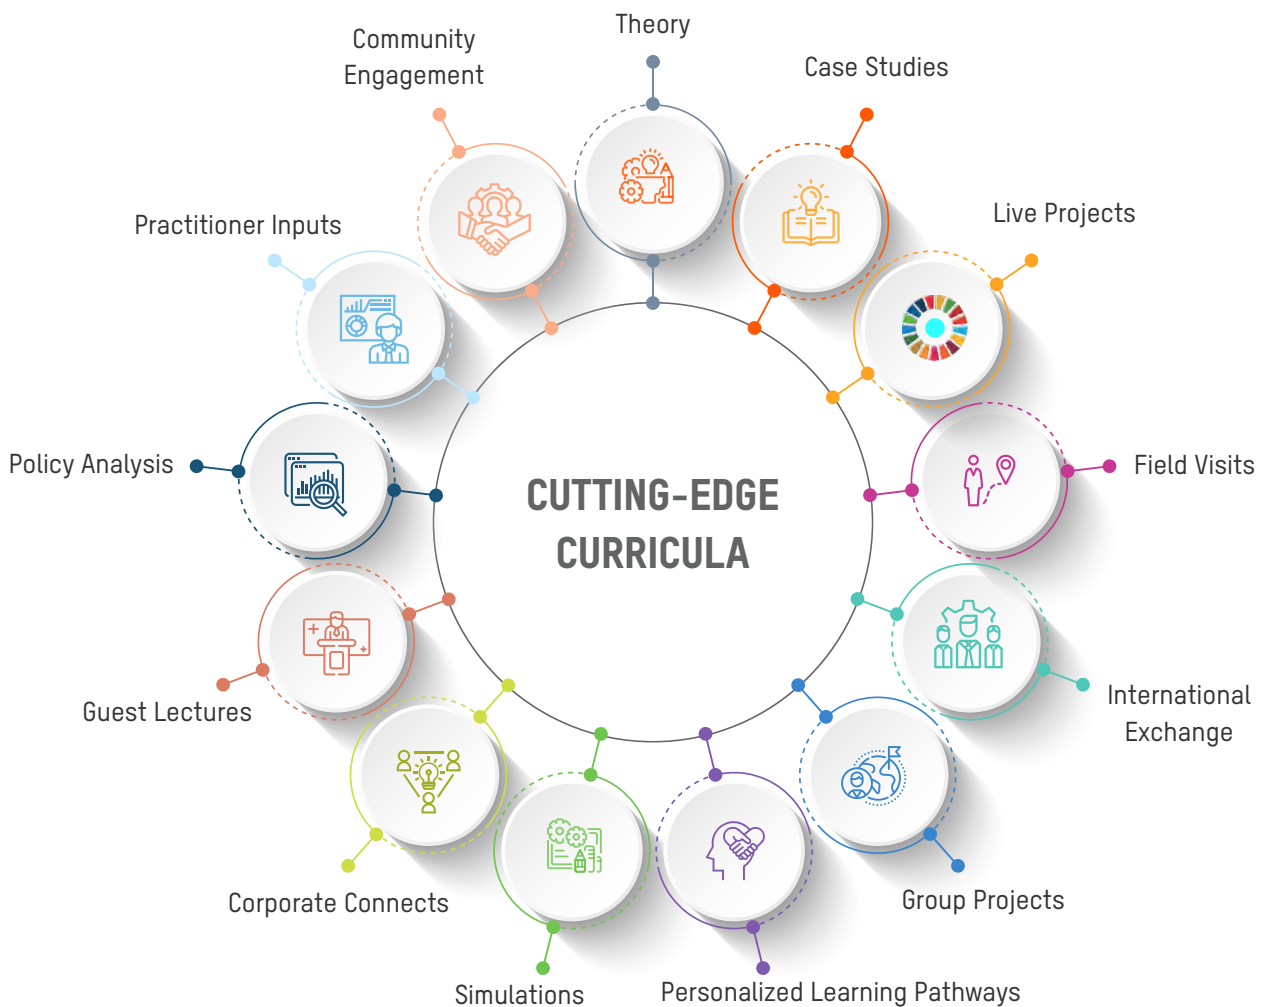 Theory
Community
Engagement
Case Studies
Practitioner Inputs
Live Projects
Policy Analysis
Field Visits
CUTTING-EDGE
CURRICULA
Guest Lectures
International
Exchange
Corporate Connects
Group Projects
Simulations
Personalized Learning Pathways